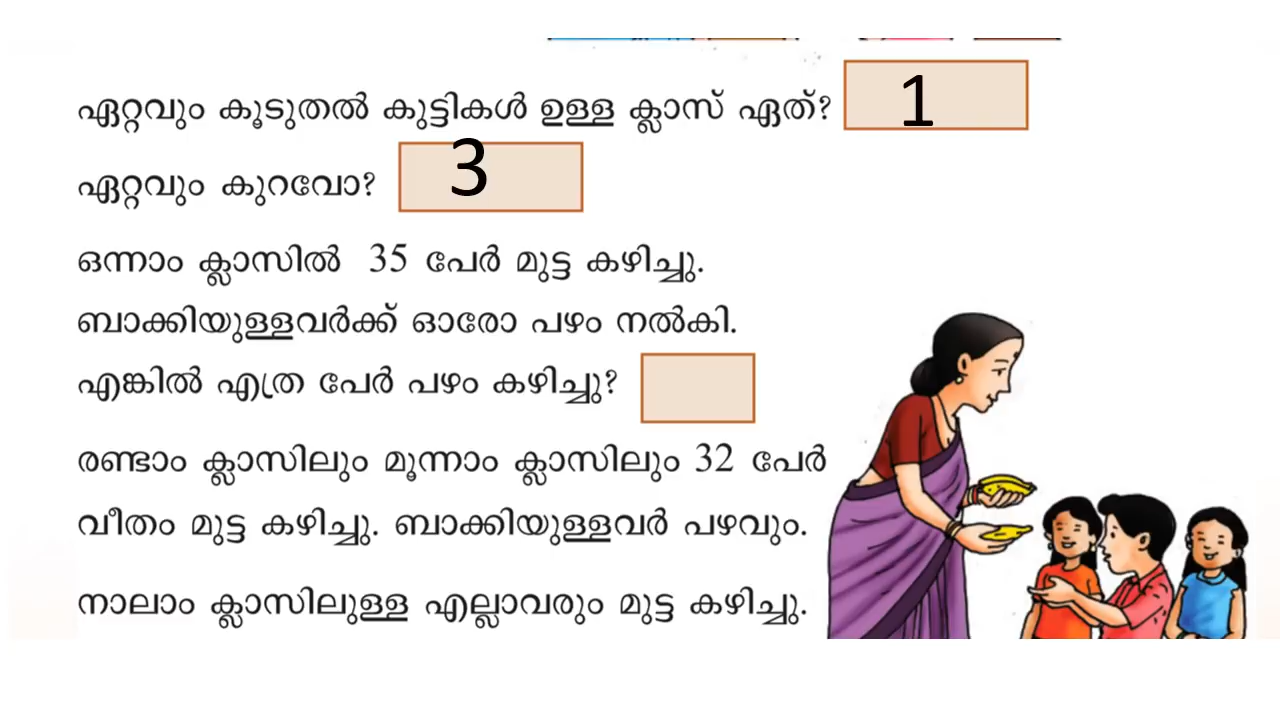 ഏറ്റവും കൂടുതൽ കുട്ടികൾ ഉള്ള ക്ലാസ് ഏത്? 1
ഏറ്റവും കുറവോ? 3
ഒന്നാം ക്ലാസിൽ 35 പേർ മുട്ട കഴിച്ചു.
ബാക്കിയുള്ളവർക്ക് ഓരോ പഴം നൽകി.
എങ്കിൽ എത്ര പേർ പഴം കഴിച്ചു?
രണ്ടാം ക്ലാസിലും മൂന്നാം ക്ലാസിലും 32 പേർ
വീതം മുട്ട കഴിച്ചു. ബാക്കിയുള്ളവർ പഴവും.
നാലാം ക്ലാസിലുള്ള എല്ലാവരും മുട്ട കഴിച്ചു.